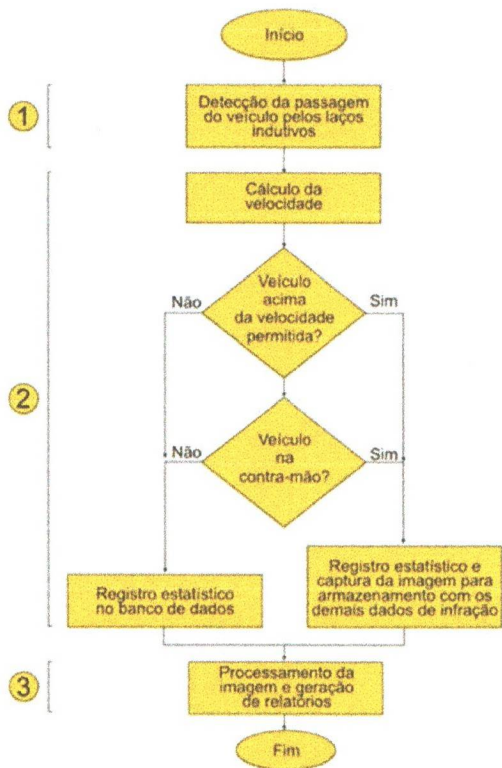 Início
1
Detecção da passagem
do veículo pelos laços
indutivos
Cálculo da
velocidade
Não
Veículo
acima
da velocidade
permitida?
Sim
2
Não
Veículo
na
contra-mão?
Sim
Registro estatístico
no banco de dados
Registro estatístico e
captura da imagem para
armazenamento com os
demais dados de infração
3
Processamento da
imagem e geração
de relatórios
Fim